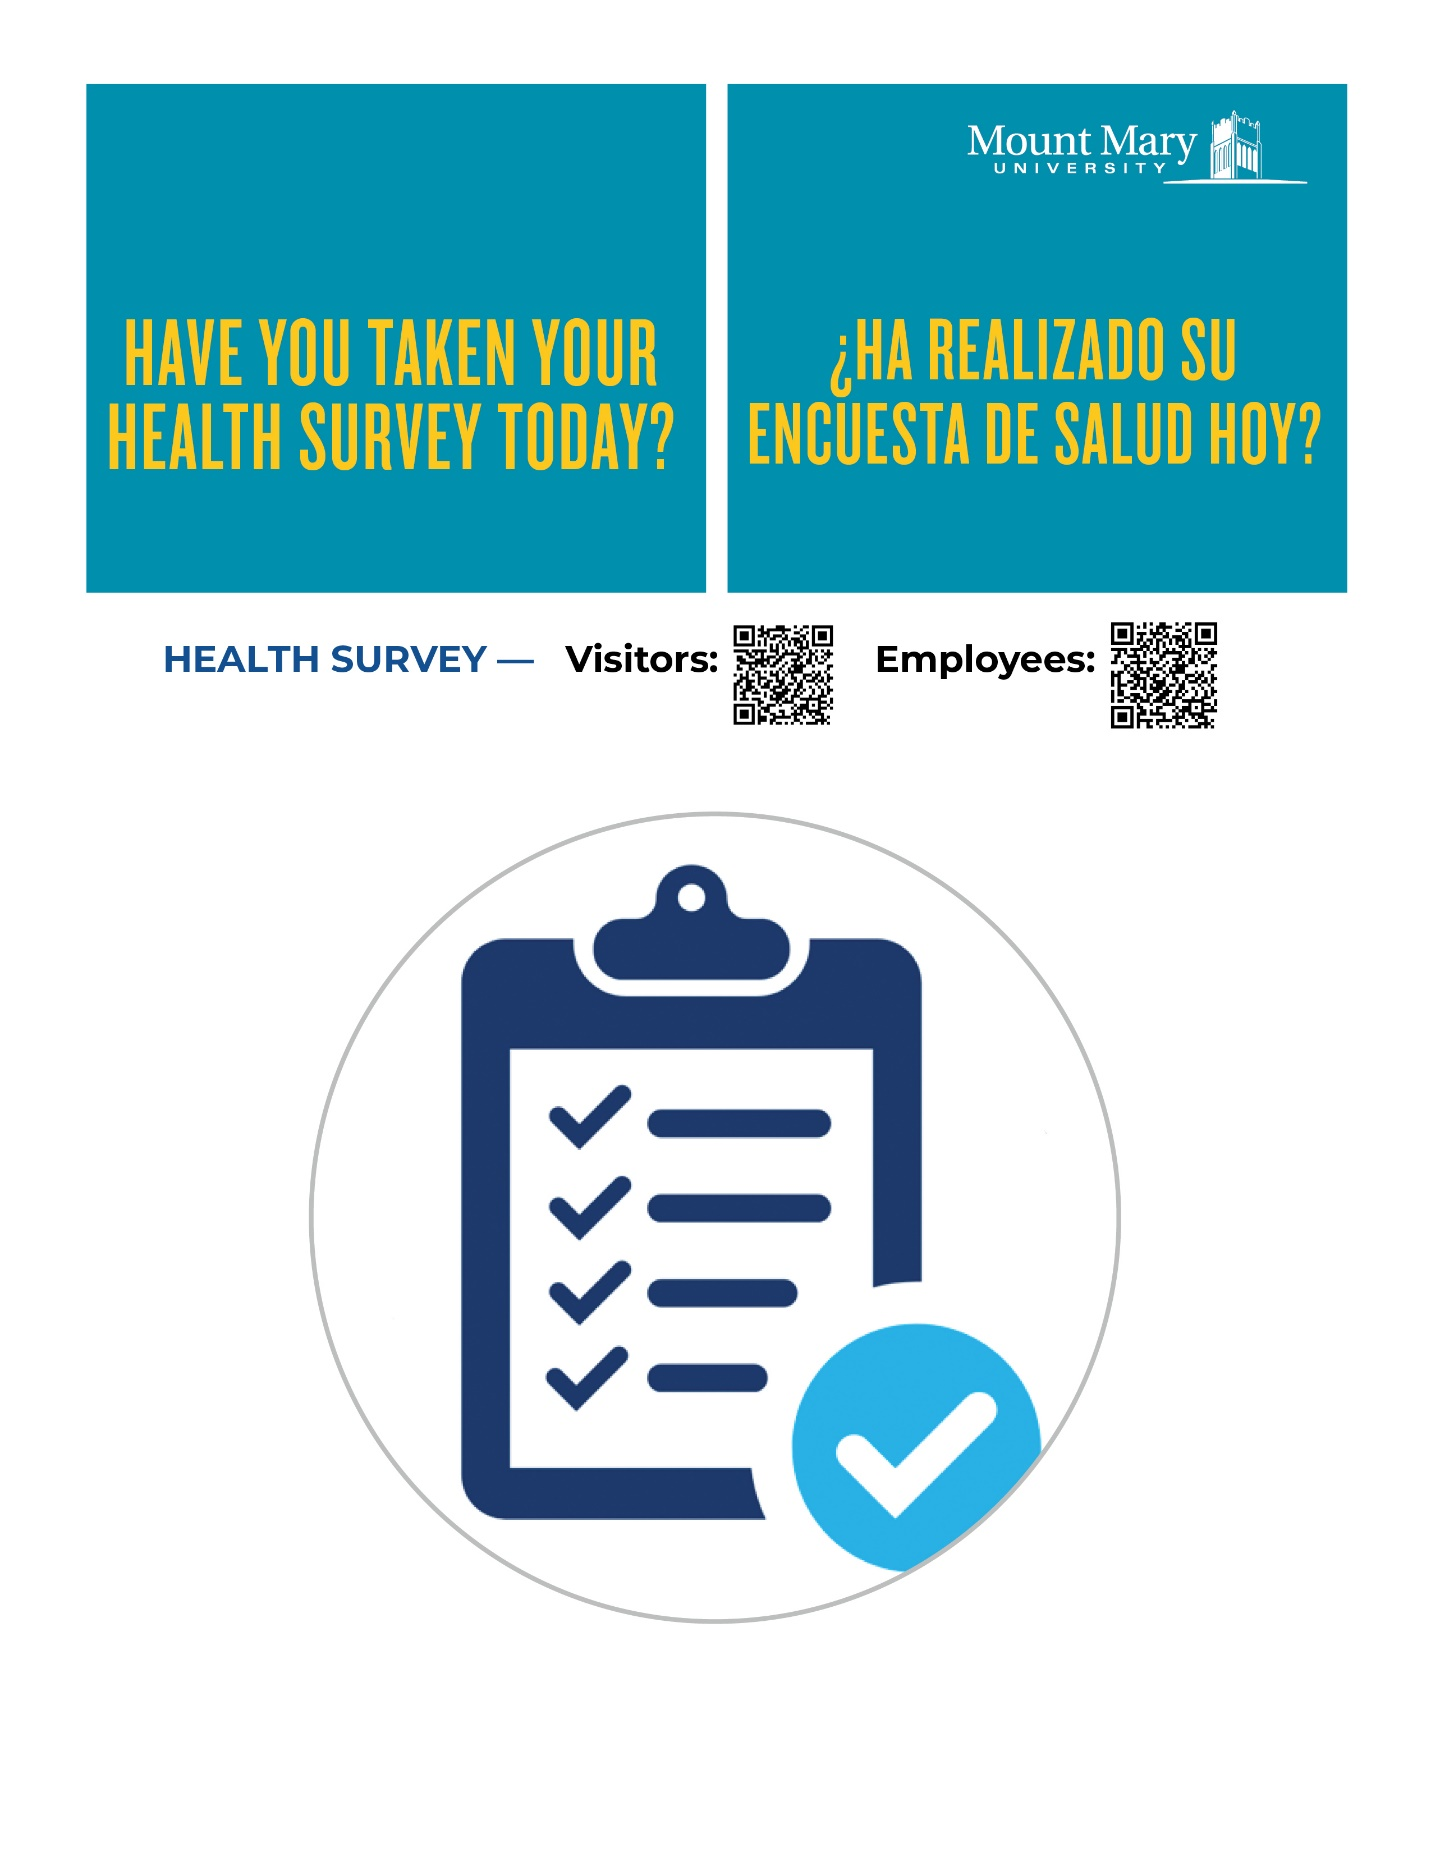 Mount Mary
UNIVERSITY
HAVE YOU TAKEN YOUR
HEALTH SURVEY TODAY?
¿HA REALIZADO SU
ENCUESTA DE SALUD HOY?
HEALTH SURVEY — Visitors: Employees: